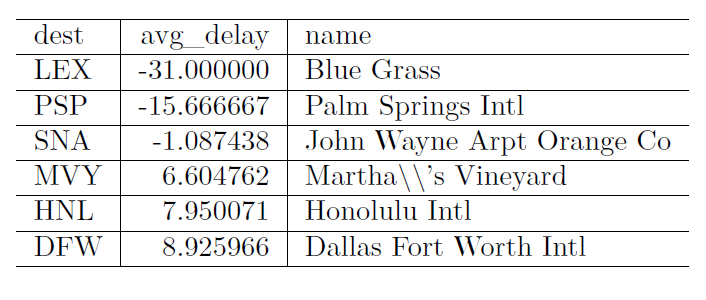 dest avg_delay name
LEX -31.000000 Blue Grass
PSP -15.666667 Palm Springs Intl
SNA -1.087438 John Wayne Arpt Orange Co
MVY 6.604762 Martha\\'s Vineyard
HNL 7.950071 Honolulu Intl
DFW 8.925966 Dallas Fort Worth Intl